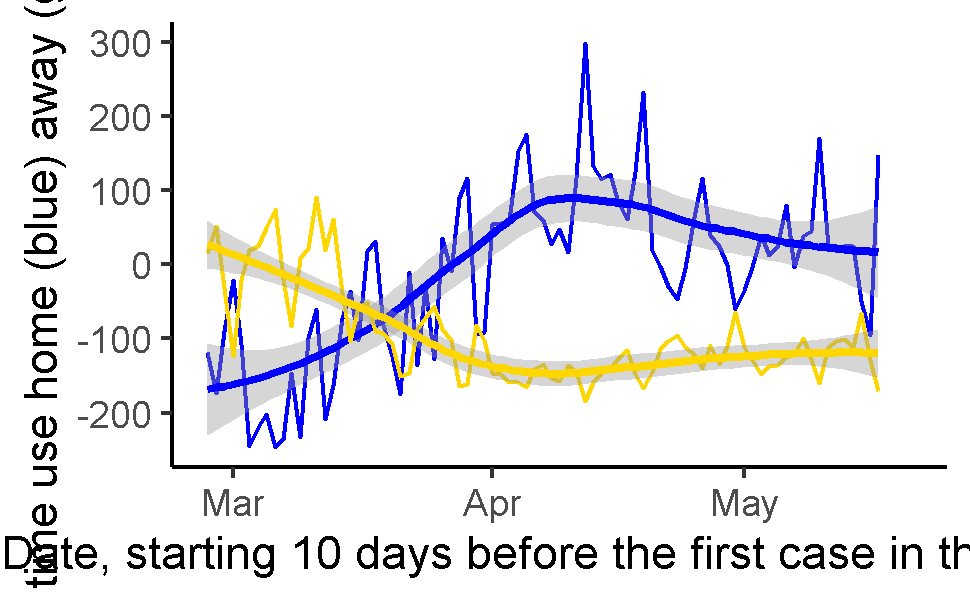 time use home (blue) away (
300
200
100
0
-100
-200
Mar Apr May
Date, starting 10 days before the first case in th